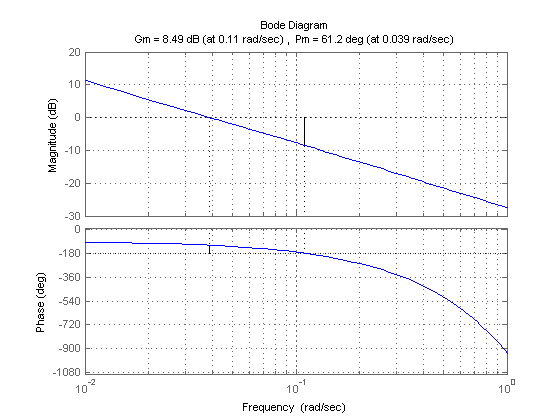 Bode Diagram
Gm = 8.49 dB (at 0.11 rad/sec) , Pm = 61.2 deg (at 0.039 rad/sec)
Magnitude (dB)
20
10
0
-10
-20
-30
Phase (deg)
0
-180
-360
-540
-720
-900
-1080
10^-2 10^-1 10^0
Frequency (rad/sec)